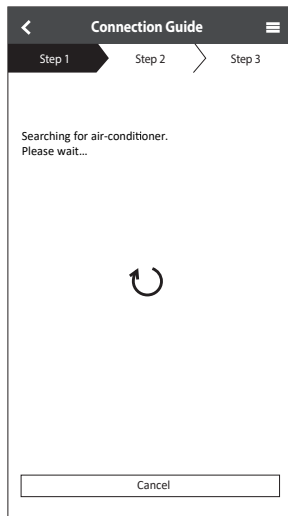 Connection Guide
Step 1
Step 2
Step 3
Searching for air-conditioner.
Please wait...
Cancel